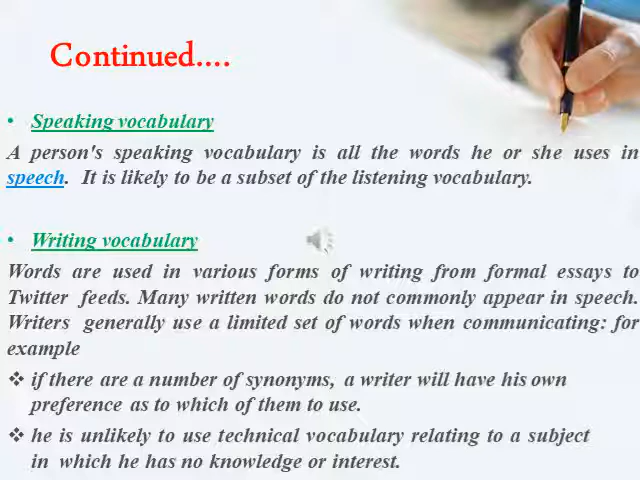 Continued....
• Speaking vocabulary
A person's speaking vocabulary is all the words he or she uses in
speech. It is likely to be a subset of the listening vocabulary.
• Writing vocabulary
Words are used in various forms of writing from formal essays to
Twitter feeds. Many written words do not commonly appear in speech.
Writers generally use a limited set of words when communicating: for
example
❖ if there are a number of synonyms, a writer will have his own
preference as to which of them to use.
❖ he is unlikely to use technical vocabulary relating to a subject
in which he has no knowledge or interest.